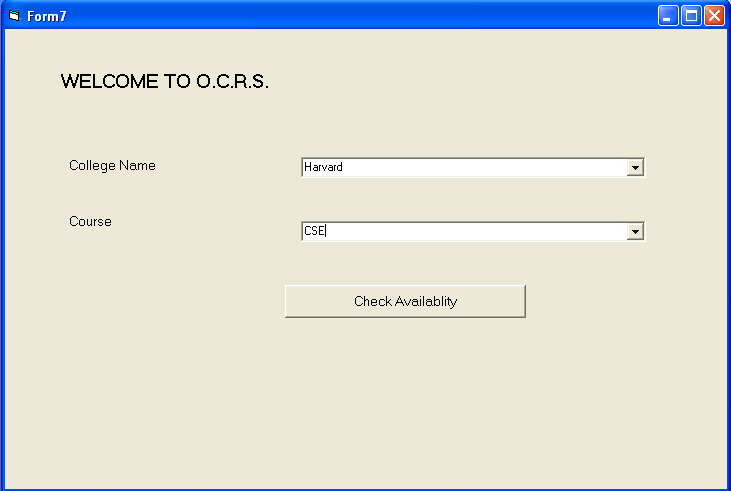 Form7
WELCOME TO O.C.R.S.
College Name
Harvard
Course
CSE
Check Availablity